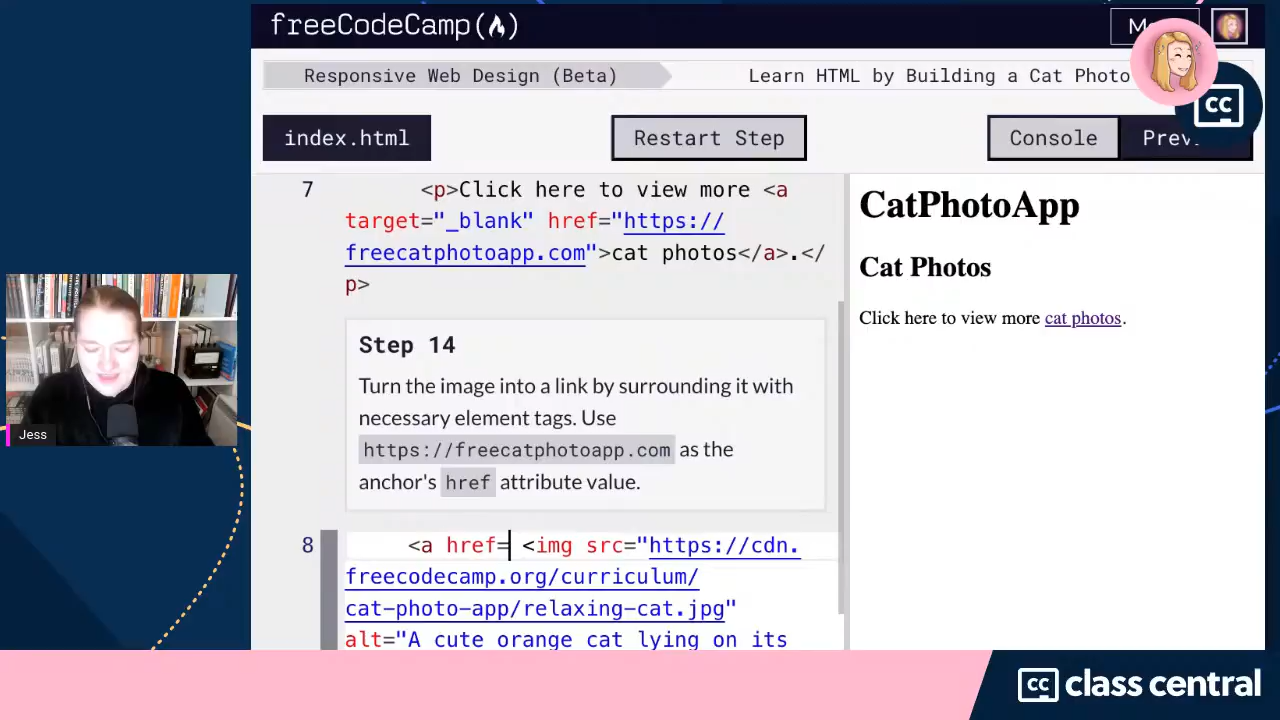 freeCodeCamp(
)
Responsive Web Design (Beta)
Learn HTML by Building a Cat Photo
index.html
Restart Step
Console
7
<p>Click here to view more <a
target="_blank" href="https://
freecatphotoapp.com">cat photos</a>.</
p>
Step 14
Turn the image into a link by surrounding it with
necessary element tags. Use
https://freecatphotoapp.com as the
anchor's href attribute value.
8
<a href= <img src="https://cdn.
freecodecamp.org/curriculum/
cat-photo-app/relaxing-cat.jpg"
alt="A cute orange cat lying on its
CatPhotoApp
Cat Photos
Click here to view more cat photos.
Jess
cc
cc class central